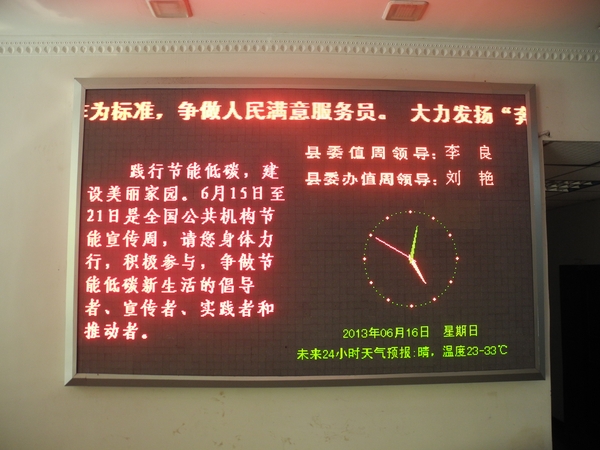 为标准，争做人民满意服务员。 大力发扬“
践行节能低碳，建
设美丽家园。6月15日至
21日是全国公共机构节
能宣传周，请您身体力
行，积极参与，争做节
能低碳新生活的倡导
者、宣传者、实践者和
推动者。
县委值周领导：李 良
县委办值周领导：刘 艳
2013年06月16日 星期日
未来24小时天气预报:晴，温度23-33℃